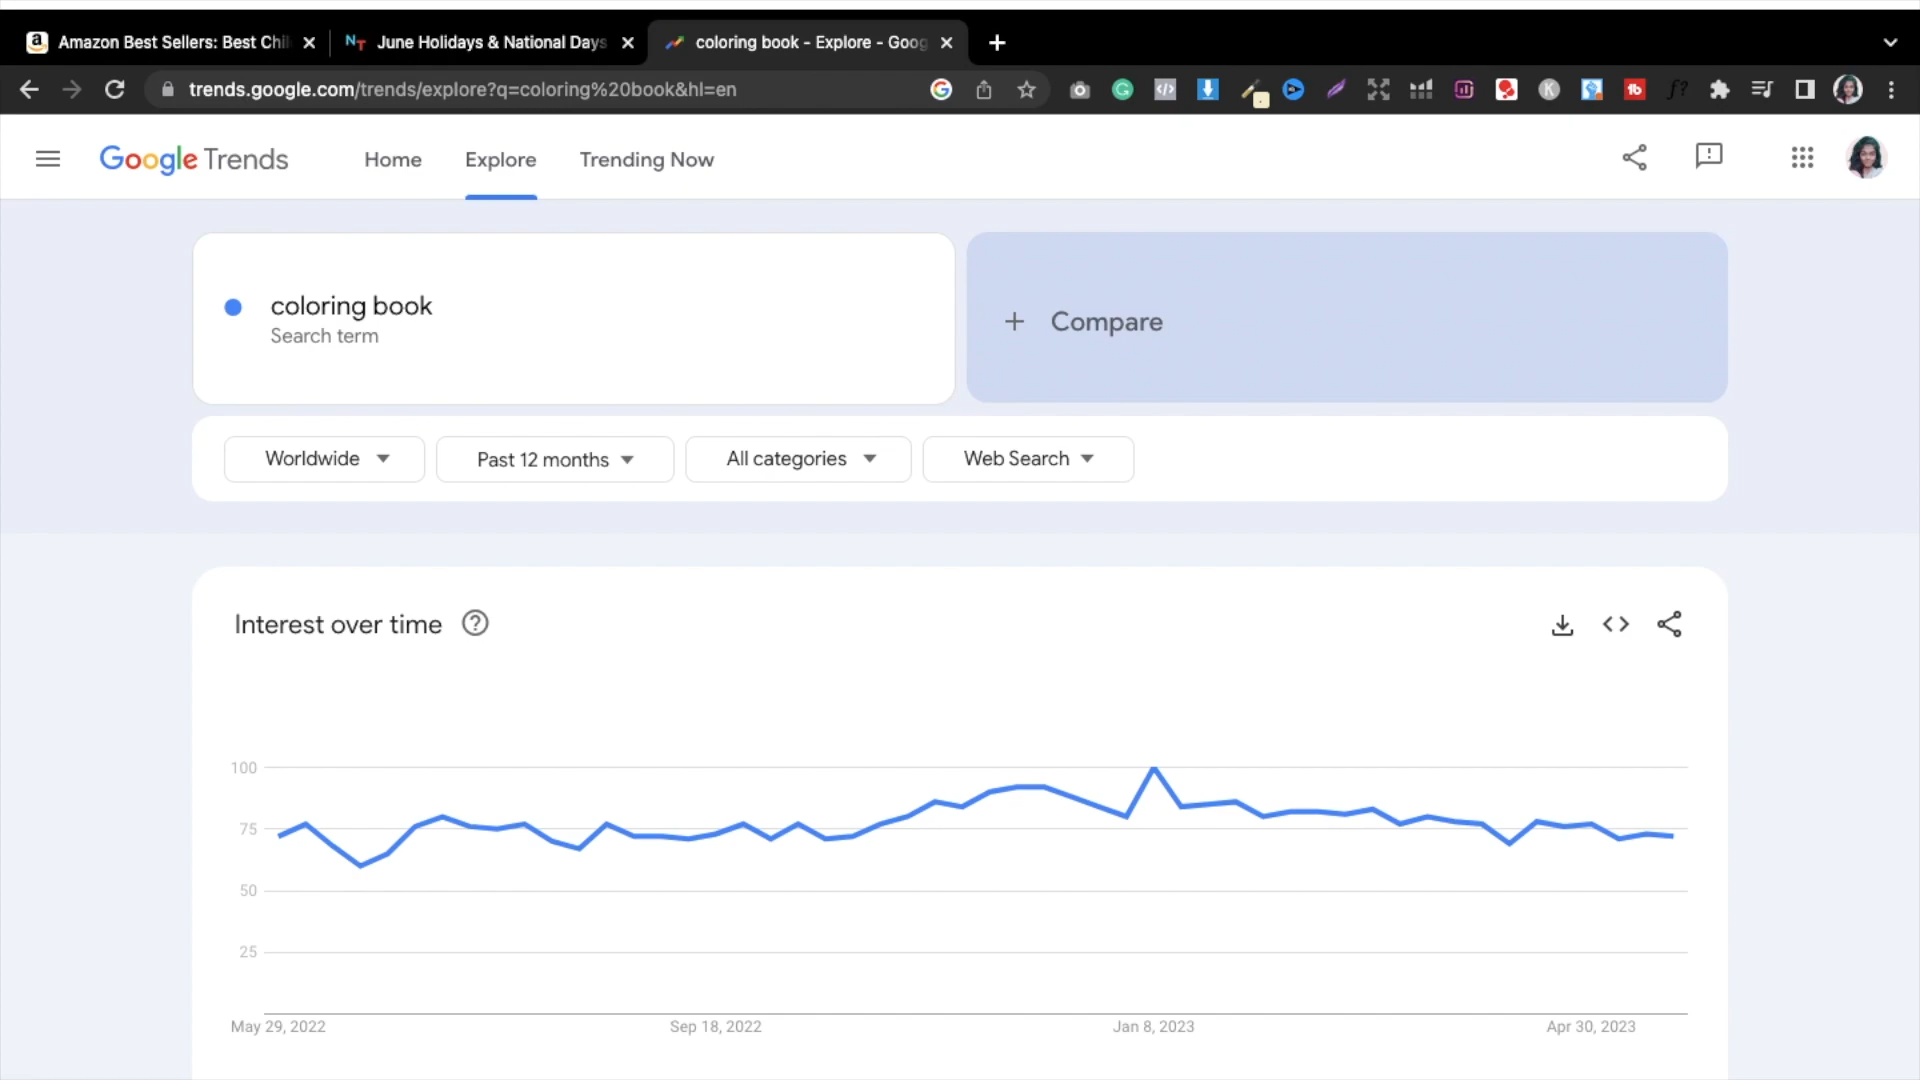 Amazon Best Sellers: Best Chil
June Holidays & National Days
coloring book - Explore - Goog
trends.google.com/trends/explore?q=coloring%20book&hl=en
Google Trends
Home
Explore
Trending Now
coloring book
Search term
+ Compare
Worldwide
Past 12 months
All categories
Web Search
Interest over time
100
75
50
25
May 29, 2022
Sep 18, 2022
Jan 8, 2023
Apr 30, 2023